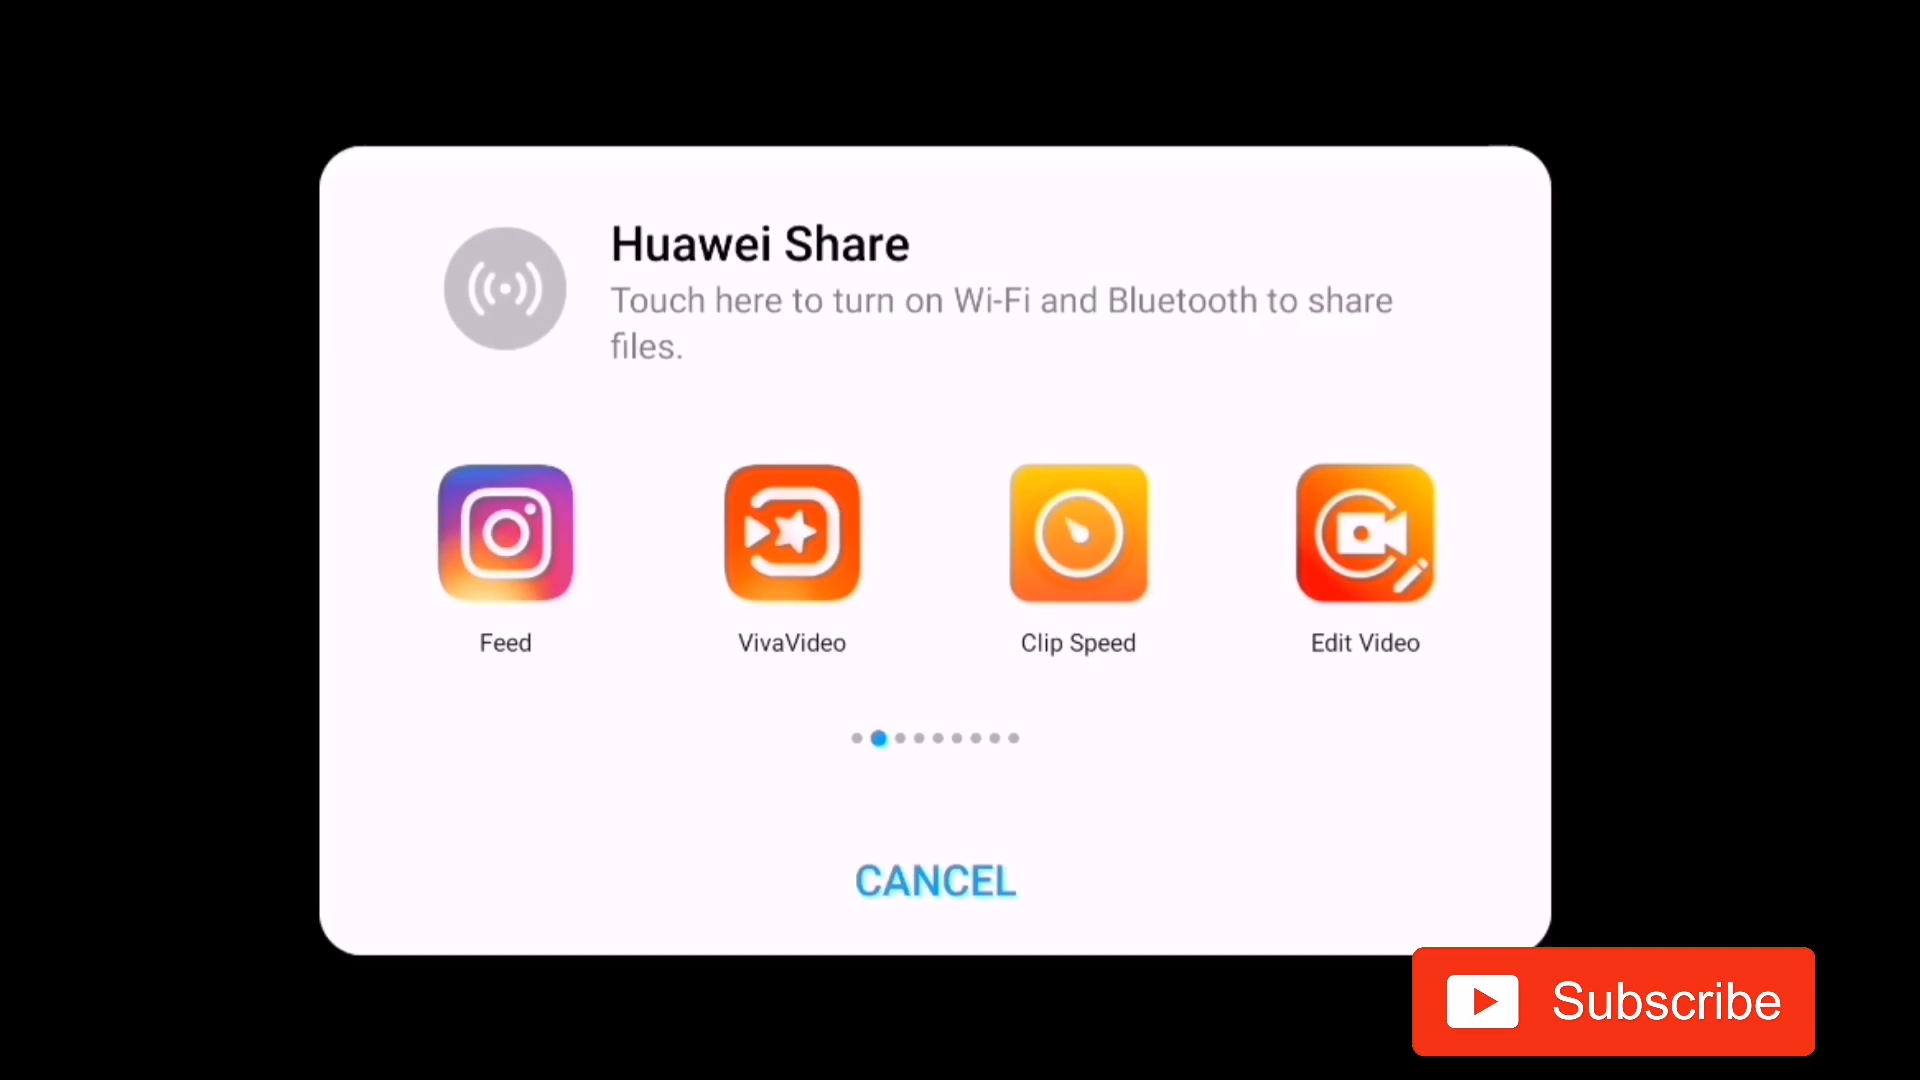 Huawei Share
Touch here to turn on Wi-Fi and Bluetooth to share
files.
Feed
VivaVideo
Clip Speed
Edit Video
CANCEL
Subscribe